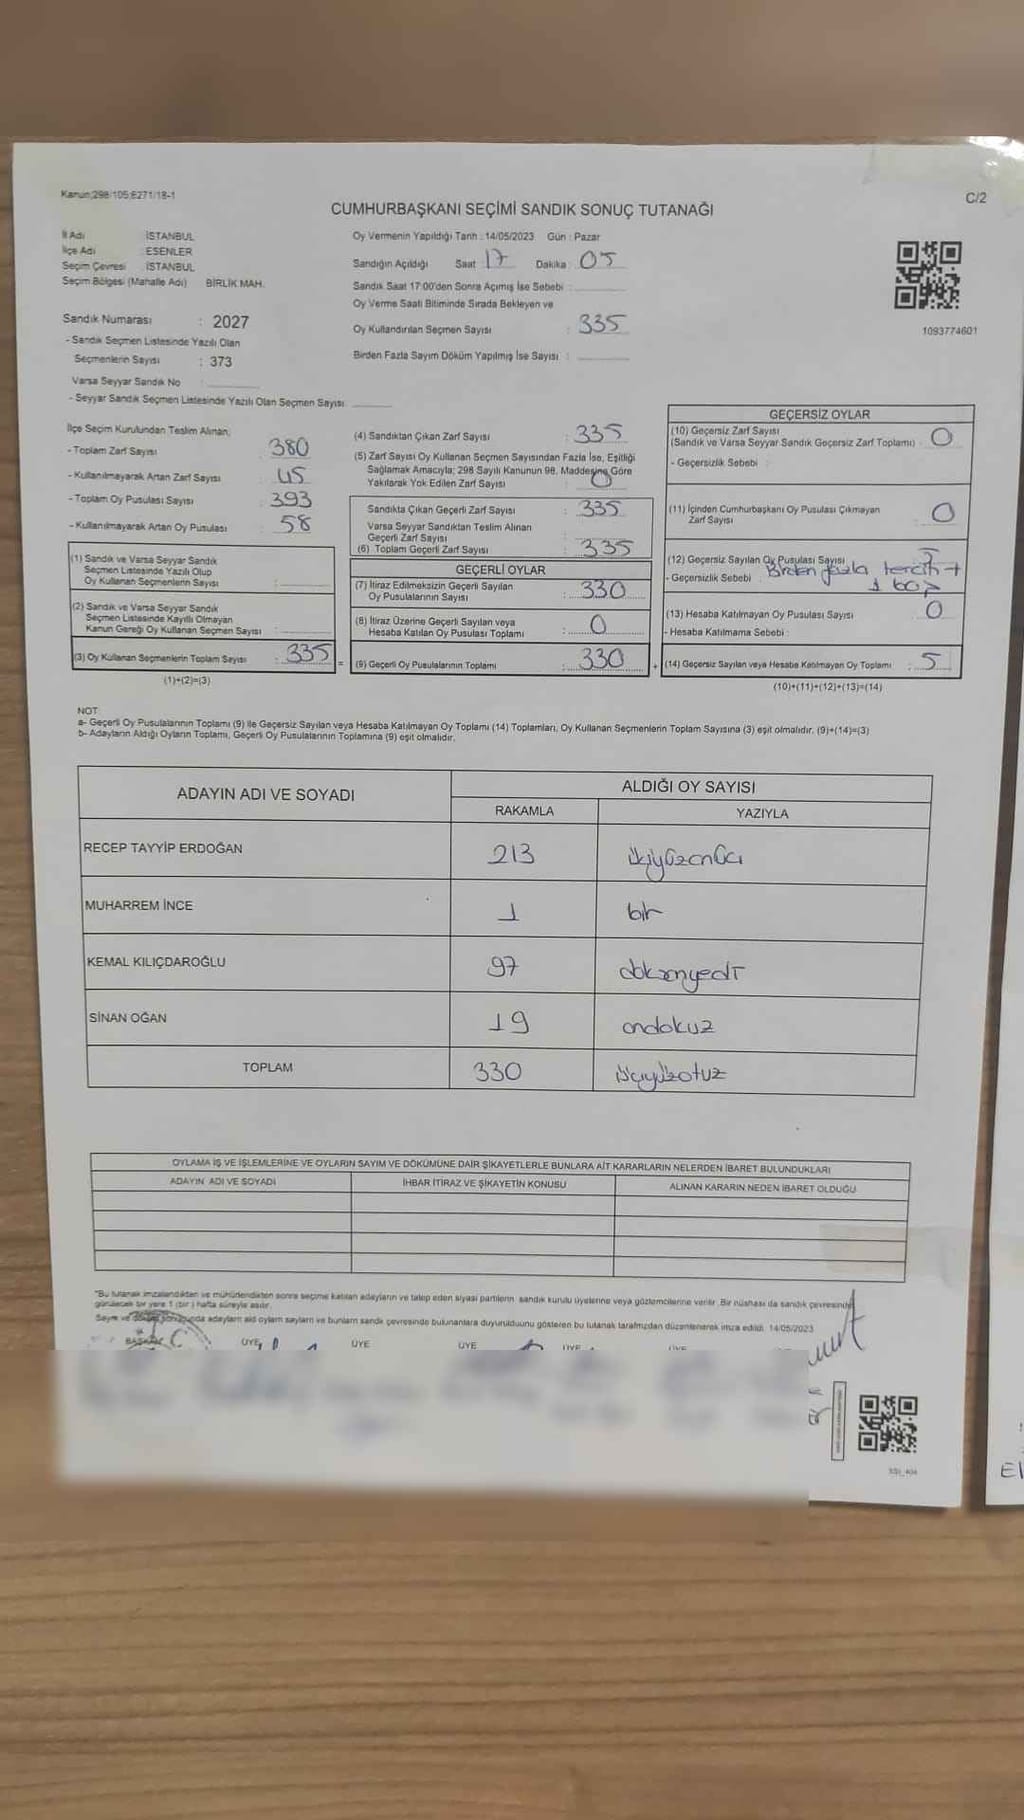 Kanun:298/105;6271/18-1
C/2
CUMHURBAŞKANI SEÇİMİ SANDIK SONUÇ TUTANAĞI
İl Adı İSTANBUL
İlçe Adı : ESENLER
Seçim Çevresi İSTANBUL
Seçim Bölgesi (Mahalle Adı) BİRLİK MAH.
Sandık Numarası : 2027
- Sandık Seçmen Listesinde Yazılı Olan
Seçmenlerin Sayısı : 373
Varsa Seyyar Sandık No :
- Seyyar Sandık Seçmen Listesinde Yazılı Olan Seçmen Sayısı:
Oy Vermenin Yapıldığı Tarih : 14/05/2023 Gün : Pazar
Sandığın Açıldığı Saat 17 Dakika : 05
Sandık Saat 17:00'den Sonra Açımış İse Sebebi :
Oy Verme Saati Bitiminde Sırada Bekleyen ve
Oy Kullandırılan Seçmen Sayısı : 335
Birden Fazla Sayım Döküm Yapılmış İse Sayısı :
1093774601
İlçe Seçim Kurulundan Teslim Alınan;
- Toplam Zarf Sayısı : 380
- Kullanılmayarak Artan Zarf Sayısı : 45
- Toplam Oy Pusulası Sayısı : 393
- Kullanılmayarak Artan Oy Pusulası : 58
(1) Sandık ve Varsa Seyyar Sandık
Seçmen Listesinde Yazılı Olup
Oy Kullanan Seçmenlerin Sayısı :
(2) Sandık ve Varsa Seyyar Sandık
Seçmen Listesinde Kayıtlı Olmayan
Kanun Gereği Oy Kullanan Seçmen Sayısı :
(3) Oy Kullanan Seçmenlerin Toplam Sayısı : 335 =
(1)+(2)=(3)
(4) Sandıktan Çıkan Zarf Sayısı : 335
(5) Zarf Sayısı Oy Kullanan Seçmen Sayısından Fazla İse, Eşitliği
Sağlamak Amacıyla; 298 Sayılı Kanunun 98. Maddesine Göre
Yakılarak Yok Edilen Zarf Sayısı : 0
Sandıkta Çıkan Geçerli Zarf Sayısı : 335
Varsa Seyyar Sandıktan Teslim Alınan
Geçerli Zarf Sayısı :
(6) Toplam Geçerli Zarf Sayısı : 335
GEÇERLİ OYLAR
(7) İtiraz Edilmeksizin Geçerli Sayılan
Oy Pusulalarının Sayısı : 330
(8) İtiraz Üzerine Geçerli Sayılan veya
Hesaba Katılan Oy Pusulası Toplamı : 0
(9) Geçerli Oy Pusulalarının Toplamı : 330 +
GEÇERSİZ OYLAR
(10) Geçersiz Zarf Sayısı
(Sandık ve Varsa Seyyar Sandık Geçersiz Zarf Toplamı) : 0
- Geçersizlik Sebebi :
(11) İçinden Cumhurbaşkanı Oy Pusulası Çıkmayan
Zarf Sayısı : 0
(12) Geçersiz Sayılan Oy Pusulası Sayısı : 5
- Geçersizlik Sebebi Birden fazla tercih +
1 boş
(13) Hesaba Katılmayan Oy Pusulası Sayısı : 0
- Hesaba Katılmama Sebebi :
(14) Geçersiz Sayılan veya Hesaba Katılmayan Oy Toplamı : 5
(10)+(11)+(12)+(13)=(14)
NOT:
a- Geçerli Oy Pusulalarının Toplamı (9) ile Geçersiz Sayılan veya Hesaba Katılmayan Oy Toplamı (14) Toplamları, Oy Kullanan Seçmenlerin Toplam Sayısına (3) eşit olmalıdır. (9)+(14)=(3)
b- Adayların Aldığı Oyların Toplamı, Geçerli Oy Pusulalarının Toplamına (9) eşit olmalıdır.
ADAYIN ADI VE SOYADI ALDIĞI OY SAYISI
RAKAMLA YAZIYLA
RECEP TAYYİP ERDOĞAN 213 ikiyüzonüç
MUHARREM İNCE 1 bir
KEMAL KILIÇDAROĞLU 97 doksanyedi
SİNAN OĞAN 19 ondokuz
TOPLAM 330 üçyüzotuz
OYLAMA İŞ VE İŞLEMLERİNE VE OYLARIN SAYIM VE DÖKÜMÜNE DAİR ŞİKAYETLERLE BUNLARA AİT KARARLARIN NELERDEN İBARET BULUNDUKLARI
ADAYIN ADI VE SOYADI İHBAR İTİRAZ VE ŞİKAYETİN KONUSU ALINAN KARARIN NEDEN İBARET OLDUĞU
"Bu tutanak imzalandıktan ve mühürlendikten sonra seçime katılan adayların ve talep eden siyasi partilerin sandık kurulu üyelerine veya gözlemcilerine verilir. Bir nüshası da sandık çevresinde
görülecek bir yere 1 (bir) hafta süreyle asılır.
14/05/2023
BAŞKAN ÜYE ÜYE ÜYE ÜYE ÜYE